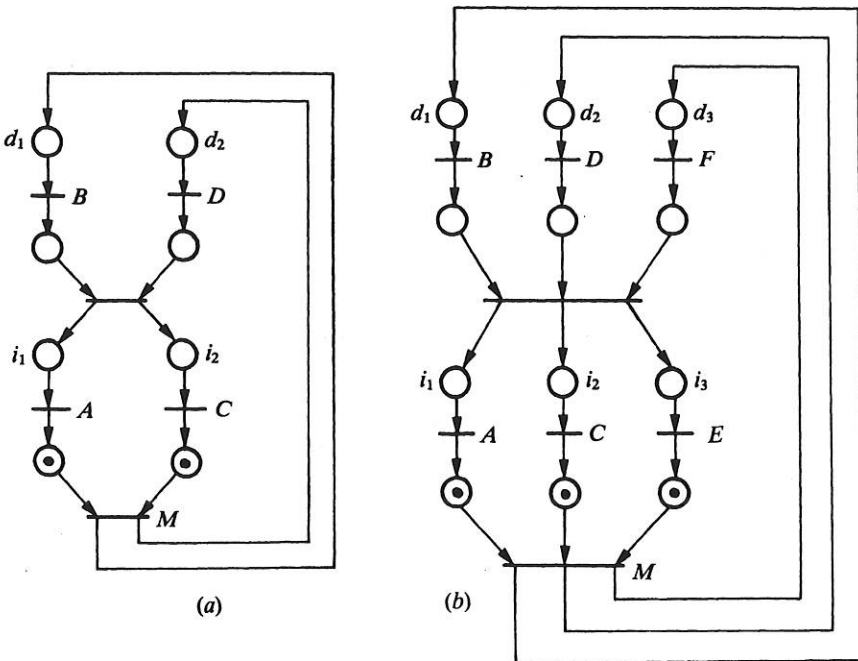 d₁ d₂
B D
i₁ i₂
A C
M
(a)
d₁ d₂ d₃
B D F
i₁ i₂ i₃
A C E
M
(b)